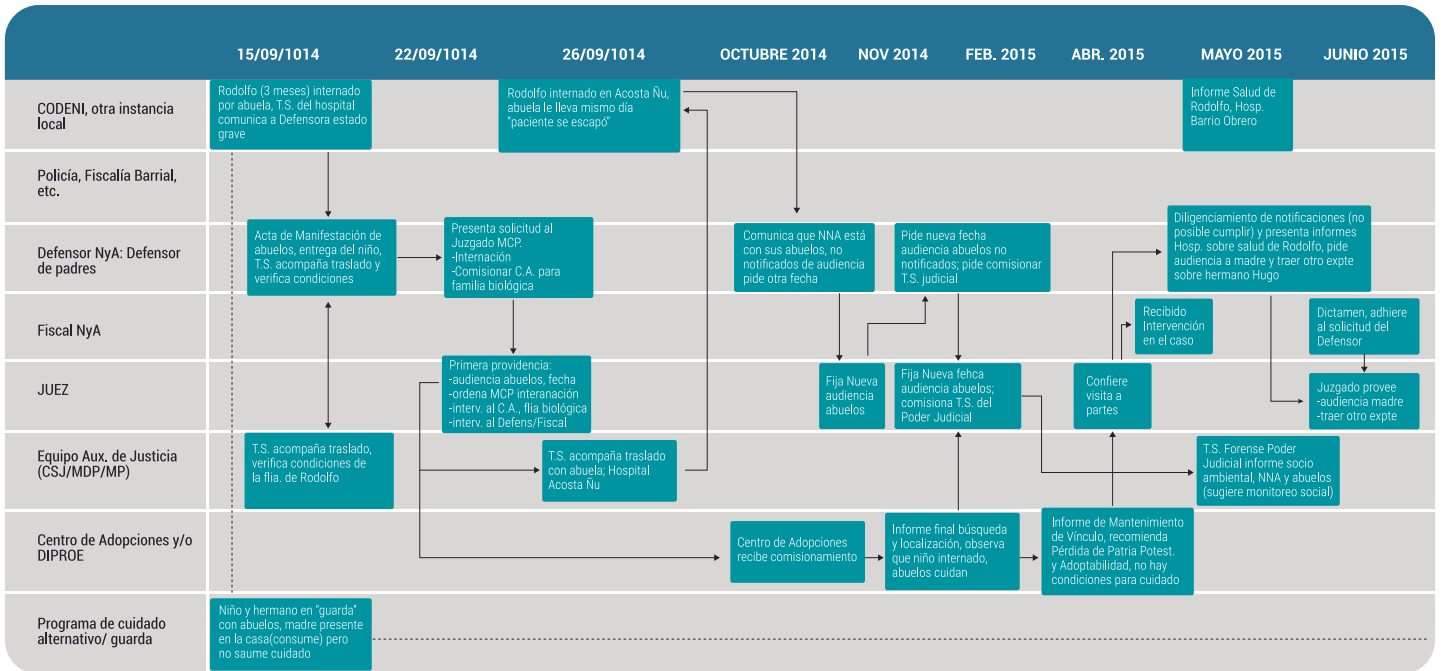 15/09/1014
22/09/1014
26/09/1014
OCTUBRE 2014
NOV 2014
FEB. 2015
ABR. 2015
MAYO 2015
JUNIO 2015
CODENI, otra instancia
local
Rodolfo (3 meses) internado
por abuela, T.S. del hospital
comunica a Defensora estado
grave
Rodolfo internado en Acosta Ñu,
abuela le lleva mismo día
“paciente se escapó”
Informe Salud de
Rodolfo, Hosp.
Barrio Obrero
Policía, Fiscalía Barrial,
etc.
Defensor NyA: Defensor
de padres
Acta de Manifestación de
abuelos, entrega del niño,
T.S. acompaña traslado y
verifica condiciones
Presenta solicitud al
Juzgado MCP.
-Internación
-Comisionar C.A. para
familia biológica
Comunica que NNA está
con sus abuelos, no
notificados de audiencia
pide otra fecha
Pide nueva fecha
audiencia abuelos no
notificados; pide comisionar
T.S. judicial
Diligenciamiento de notificaciones (no
posible cumplir) y presenta informes
Hosp. sobre salud de Rodolfo, pide
audiencia a madre y traer otro expte
sobre hermano Hugo
Fiscal NyA
Recibido
Intervención
en el caso
Dictamen, adhiere
al solicitud del
Defensor
JUEZ
Primera providencia:
-audiencia abuelos, fecha
-ordena MCP interanación
-interv. al C.A., flia biológica
-interv. al Defens/Fiscal
Fija Nueva
audiencia
abuelos
Fija Nueva fehca
audiencia abuelos;
comisiona T.S. del
Poder Judicial
Confiere
visita a
partes
Juzgado provee
-audiencia madre
-traer otro expte
Equipo Aux. de Justicia
(CSJ/MDP/MP)
T.S. acompaña traslado,
verifica condiciones de
la flia. de Rodolfo
T.S. acompaña traslado
con abuela; Hospital
Acosta Ñu
T.S. Forense Poder
Judicial informe socio
ambiental, NNA y abuelos
(sugiere monitoreo social)
Centro de Adopciones y/o
DIPROE
Centro de Adopciones
recibe comisionamiento
Informe final búsqueda
y localización, observa
que niño internado,
abuelos cuidan
Informe de Mantenimiento
de Vínculo, recomienda
Pérdida de Patria Potest.
y Adoptabilidad, no hay
condiciones para cuidado
Programa de cuidado
alternativo/ guarda
Niño y hermano en “guarda”
con abuelos, madre presente
en la casa(consume) pero
no saume cuidado